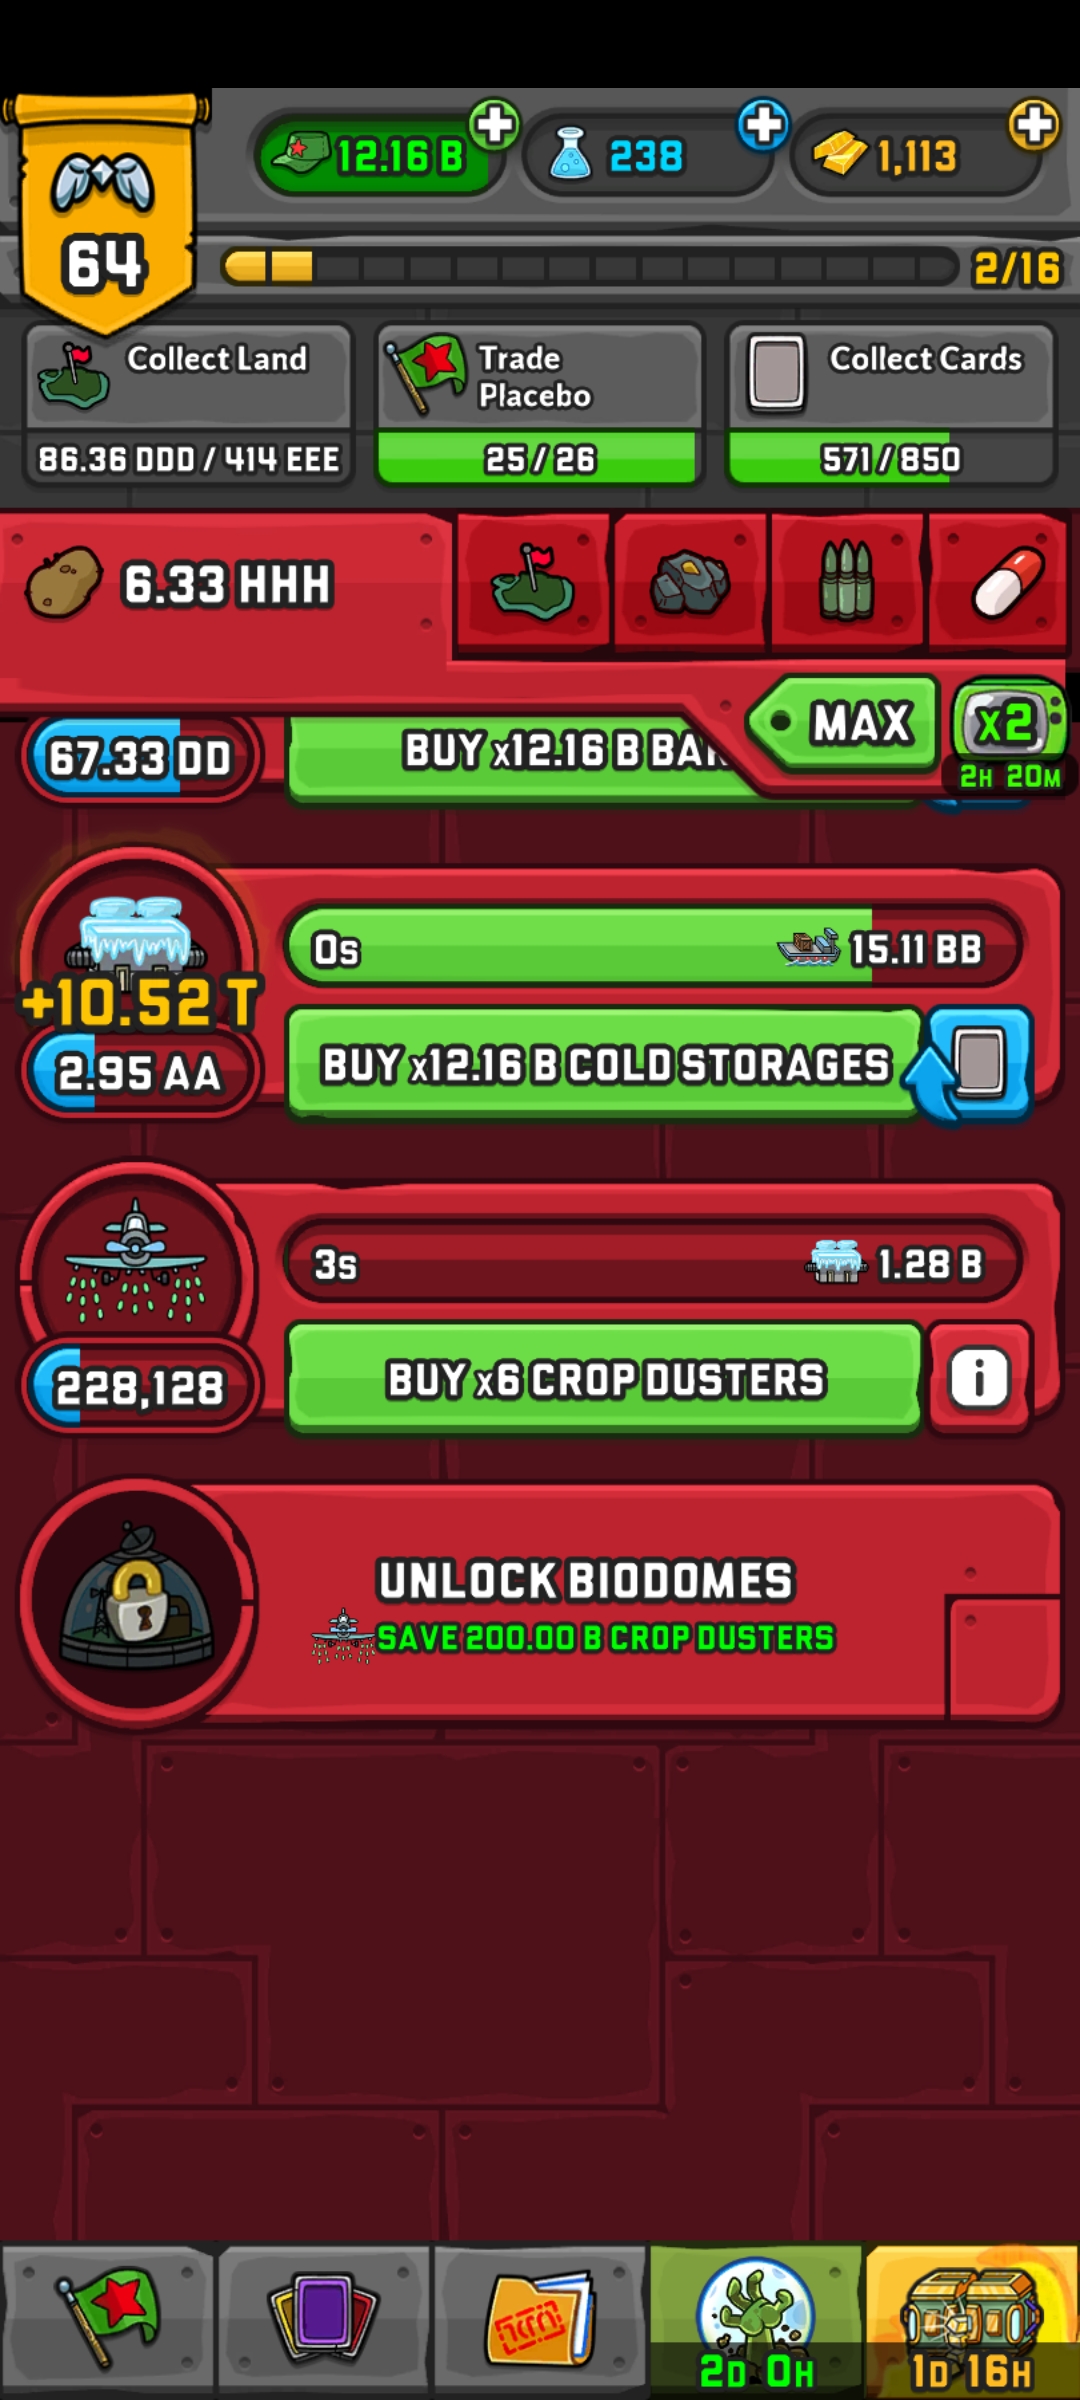 64
12.16 B
238
1,113
2/16
Collect Land
86.36 DDD / 414 EEE
Trade
Placebo
25 / 26
Collect Cards
571 / 850
6.33 HHH
MAX
x2
2H 20M
67.33 DD
BUY x12.16 B
+10.52 T
2.95 AA
0s
15.11 BB
BUY x12.16 B COLD STORAGES
228,128
3s
1.28 B
BUY x6 CROP DUSTERS
i
UNLOCK BIODOMES
SAVE 200.00 B CROP DUSTERS
2D 0H
1D 16H